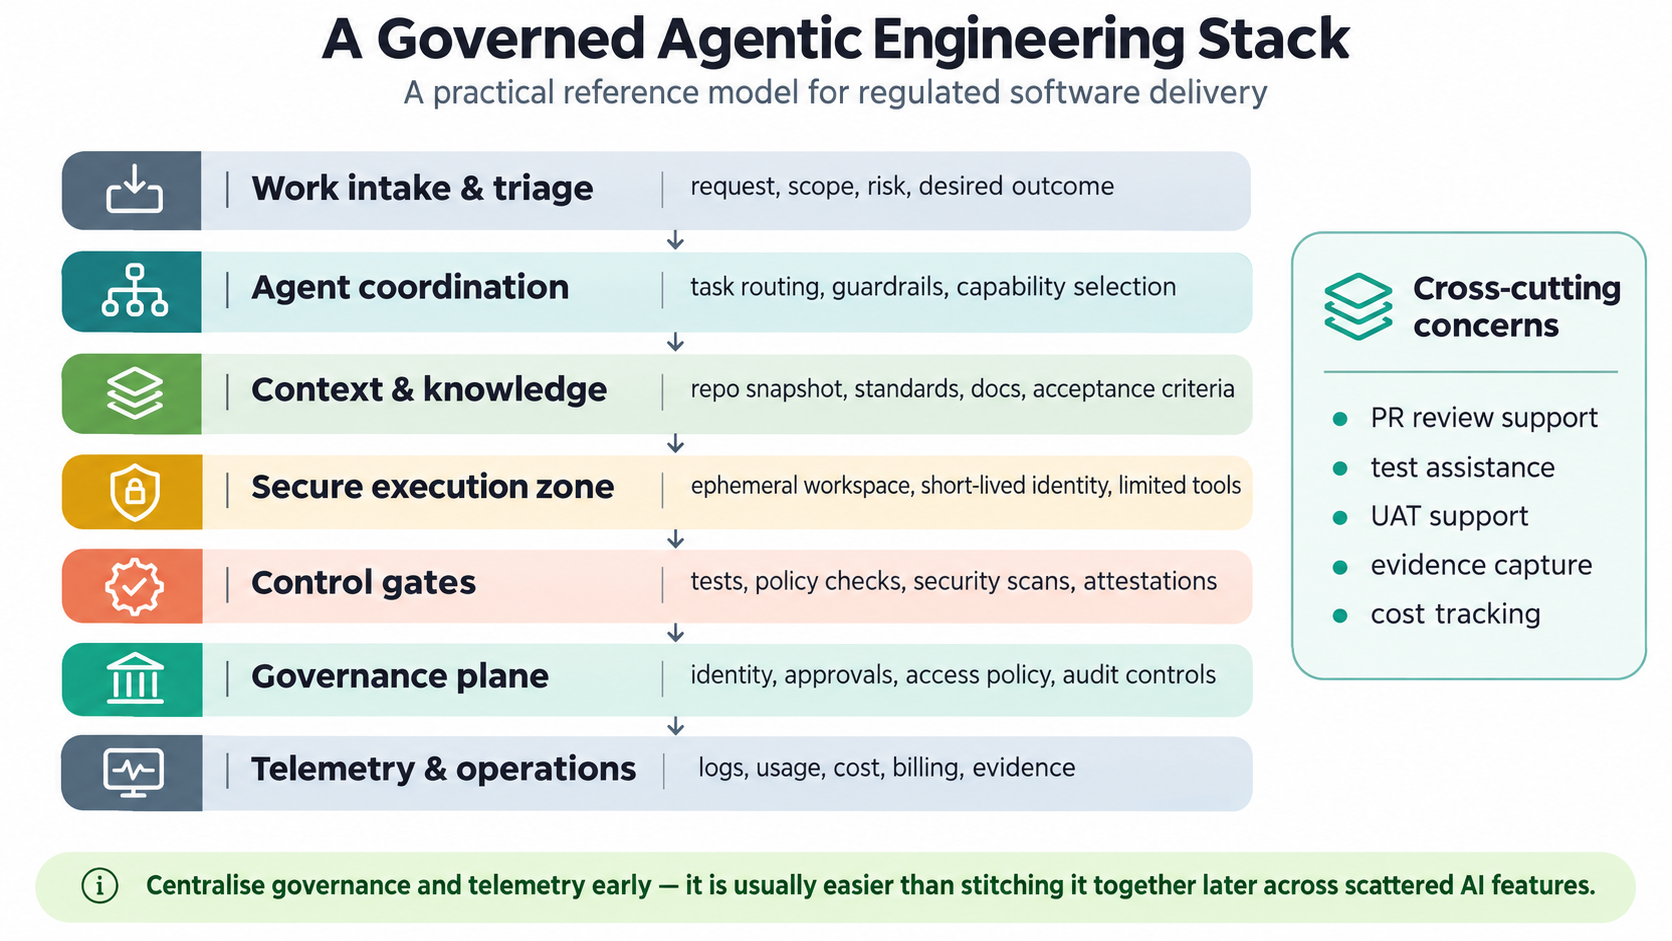 A Governed Agentic Engineering Stack
A practical reference model for regulated software delivery
Work intake & triage
request, scope, risk, desired outcome
Agent coordination
task routing, guardrails, capability selection
Context & knowledge
repo snapshot, standards, docs, acceptance criteria
Secure execution zone
ephemeral workspace, short-lived identity, limited tools
Control gates
tests, policy checks, security scans, attestations
Governance plane
identity, approvals, access policy, audit controls
Telemetry & operations
logs, usage, cost, billing, evidence
Cross-cutting
concerns
PR review support
test assistance
UAT support
evidence capture
cost tracking
Centralise governance and telemetry early — it is usually easier than stitching it together later across scattered AI features.